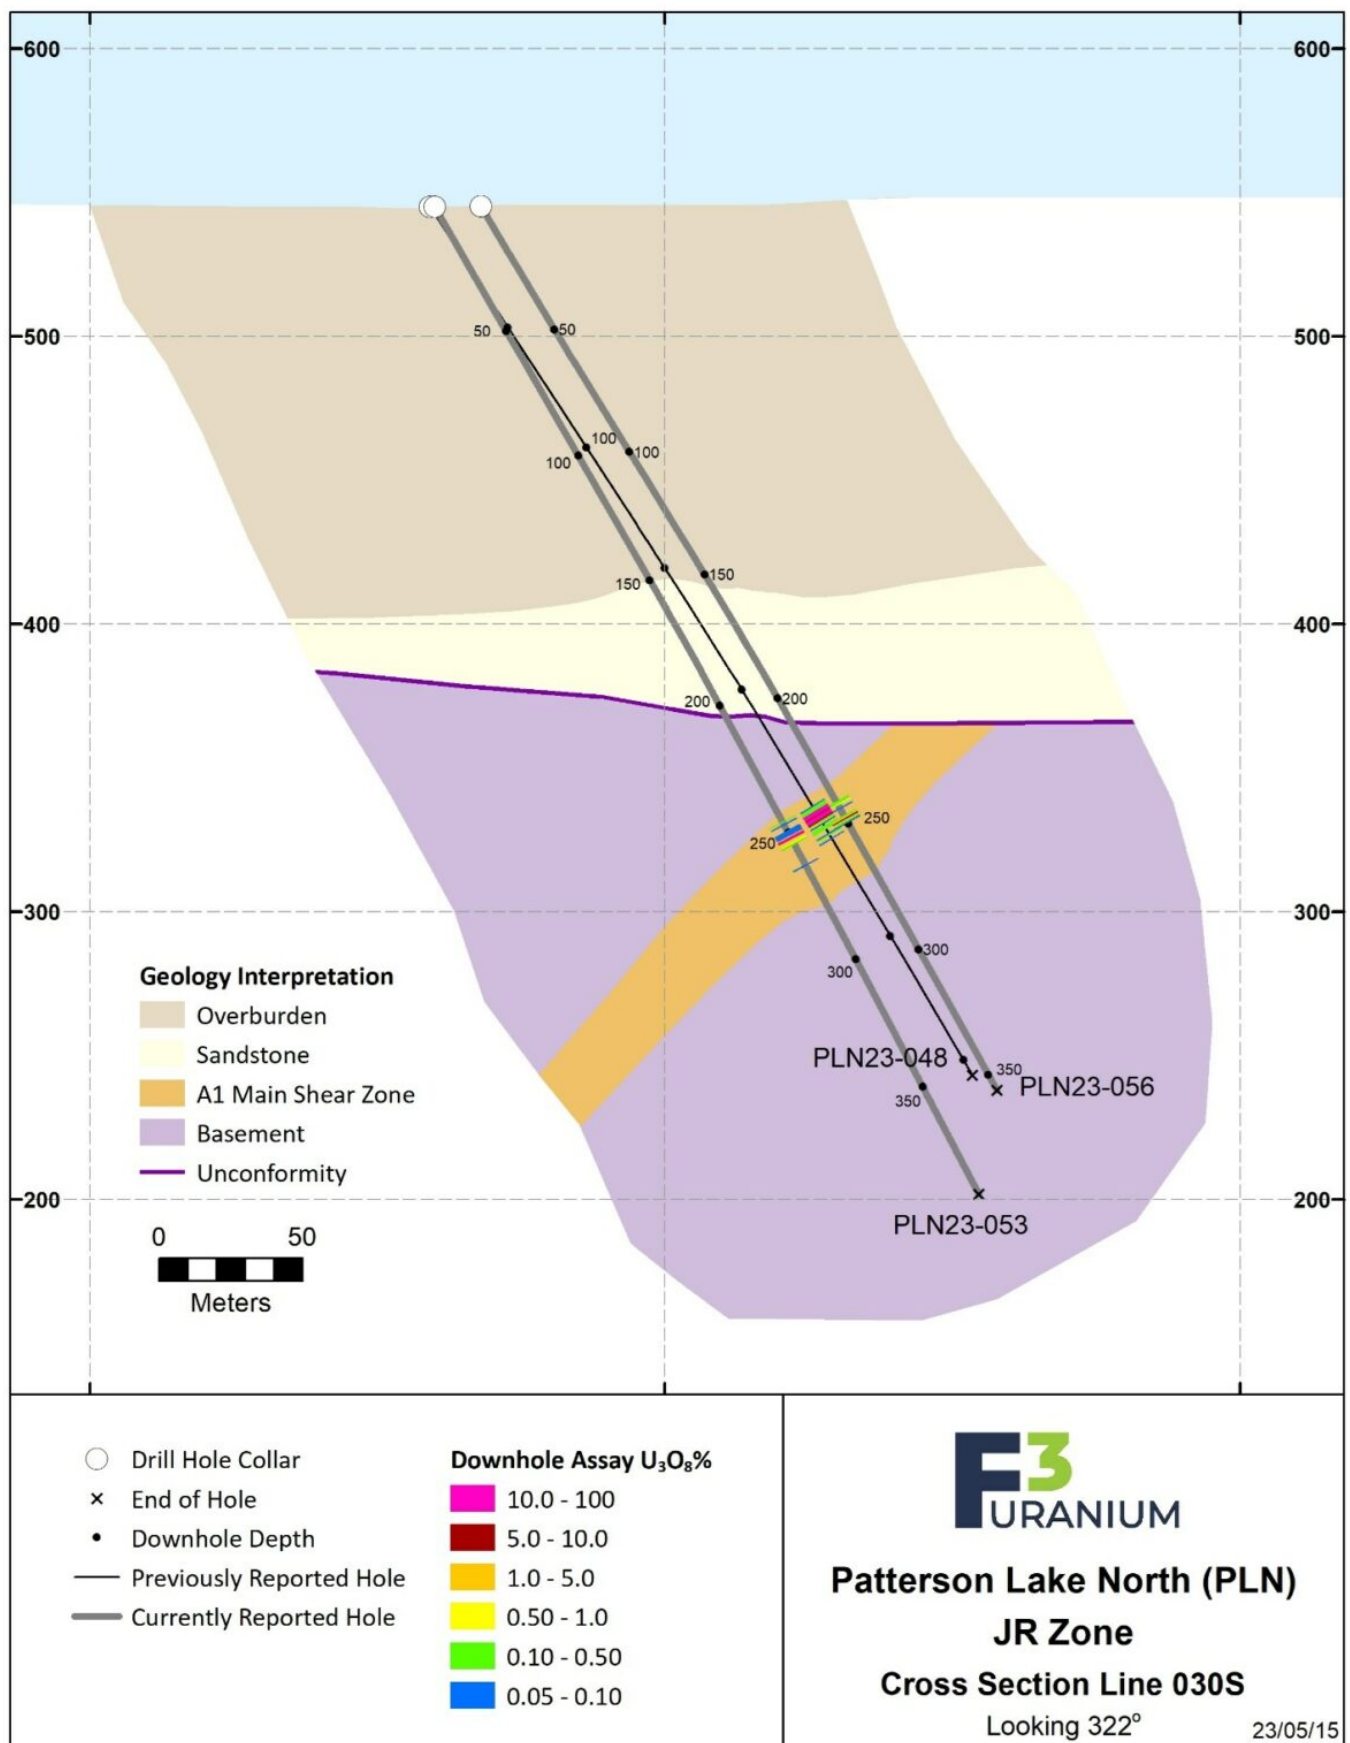 600
600
50
50
500
500
100
100
100
150
150
400
400
200
200
250
250
300
300
300
300
Geology Interpretation
Overburden
Sandstone
A1 Main Shear Zone
Basement
Unconformity
PLN23-048
350
PLN23-056
350
200
200
PLN23-053
0 50
Meters
Drill Hole Collar
End of Hole
Downhole Depth
Previously Reported Hole
Currently Reported Hole
Downhole Assay U₃O₈%
10.0 - 100
5.0 - 10.0
1.0 - 5.0
0.50 - 1.0
0.10 - 0.50
0.05 - 0.10
F3
URANIUM
Patterson Lake North (PLN)
JR Zone
Cross Section Line 030S
Looking 322°
23/05/15